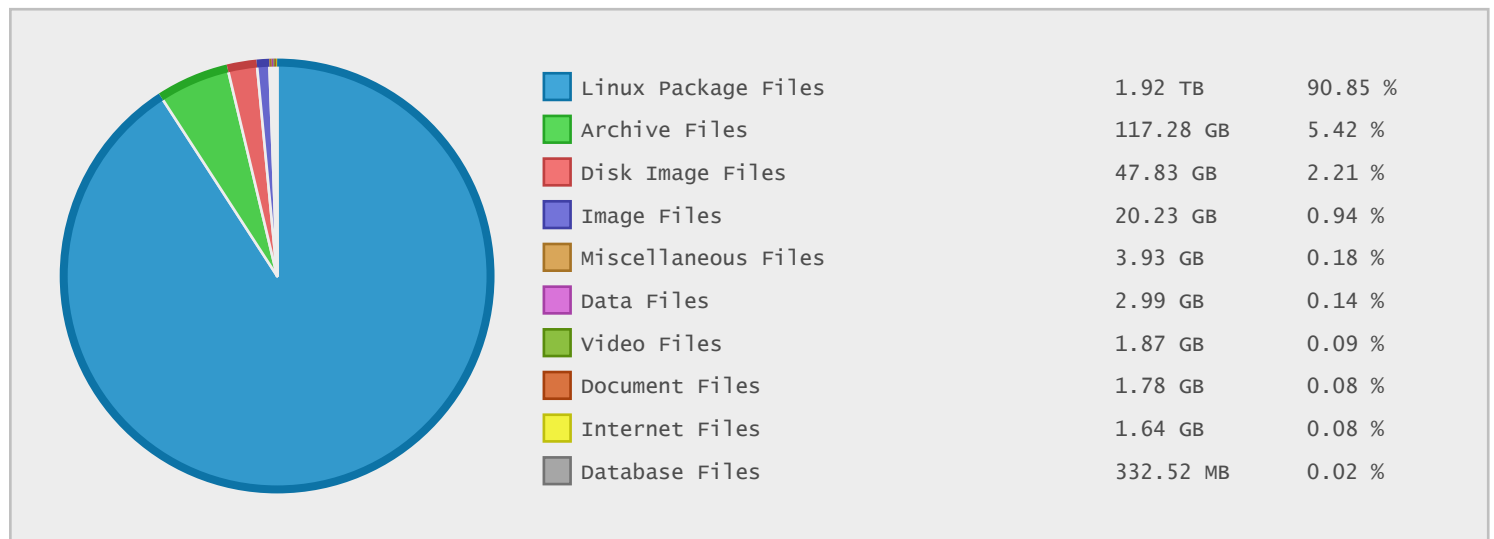 Linux Package Files 1.92 TB 90.85 %
Archive Files 117.28 GB 5.42 %
Disk Image Files 47.83 GB 2.21 %
Image Files 20.23 GB 0.94 %
Miscellaneous Files 3.93 GB 0.18 %
Data Files 2.99 GB 0.14 %
Video Files 1.87 GB 0.09 %
Document Files 1.78 GB 0.08 %
Internet Files 1.64 GB 0.08 %
Database Files 332.52 MB 0.02 %